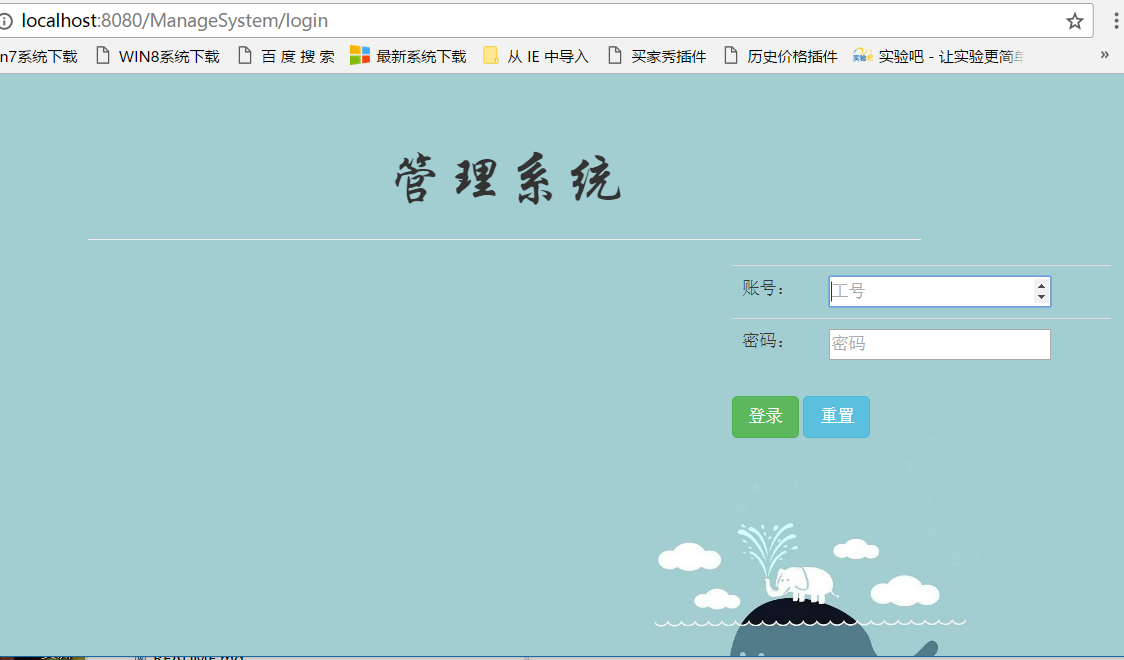 localhost:8080/ManageSystem/login
n7系统下载 WIN8系统下载 百 度 搜 索 最新系统下载 从 IE 中导入 买家秀插件 历史价格插件 实验吧 - 让实验更简单 »
管理系统
账号： 工号
密码： 密码
登录 重置
README.md